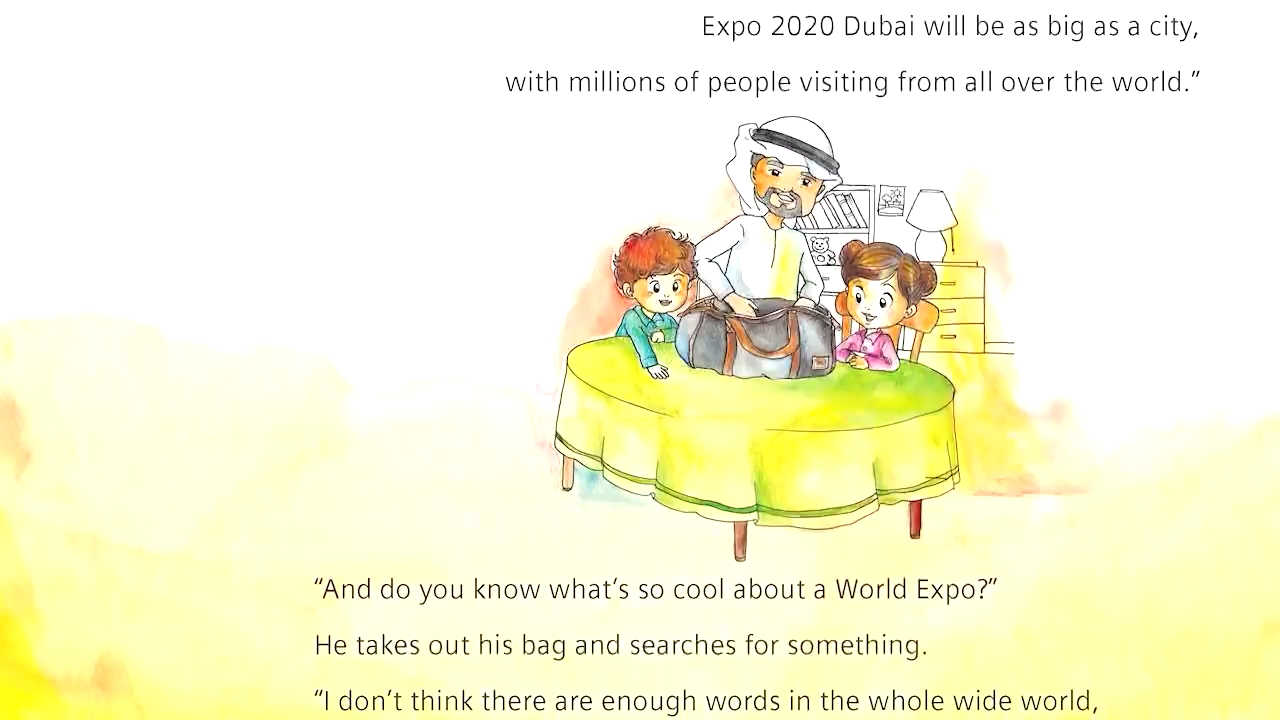 Expo 2020 Dubai will be as big as a city,
with millions of people visiting from all over the world.”
“And do you know what’s so cool about a World Expo?”
He takes out his bag and searches for something.
“I don’t think there are enough words in the whole wide world,